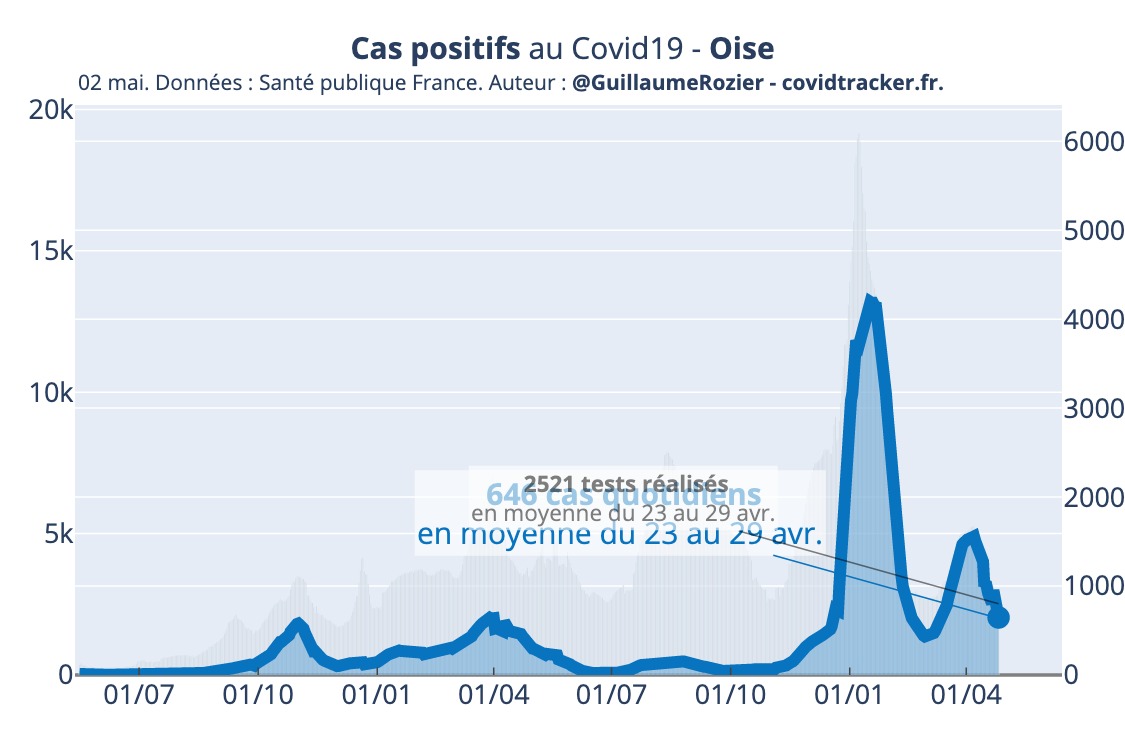 Cas positifs au Covid19 - Oise
02 mai. Données : Santé publique France. Auteur : @GuillaumeRozier - covidtracker.fr.
20k
15k
10k
5k
0
6000
5000
4000
3000
2000
1000
0
2521 tests réalisés
646 cas quotidiens
en moyenne du 23 au 29 avr.
en moyenne du 23 au 29 avr.
01/07
01/10
01/01
01/04
01/07
01/10
01/01
01/04